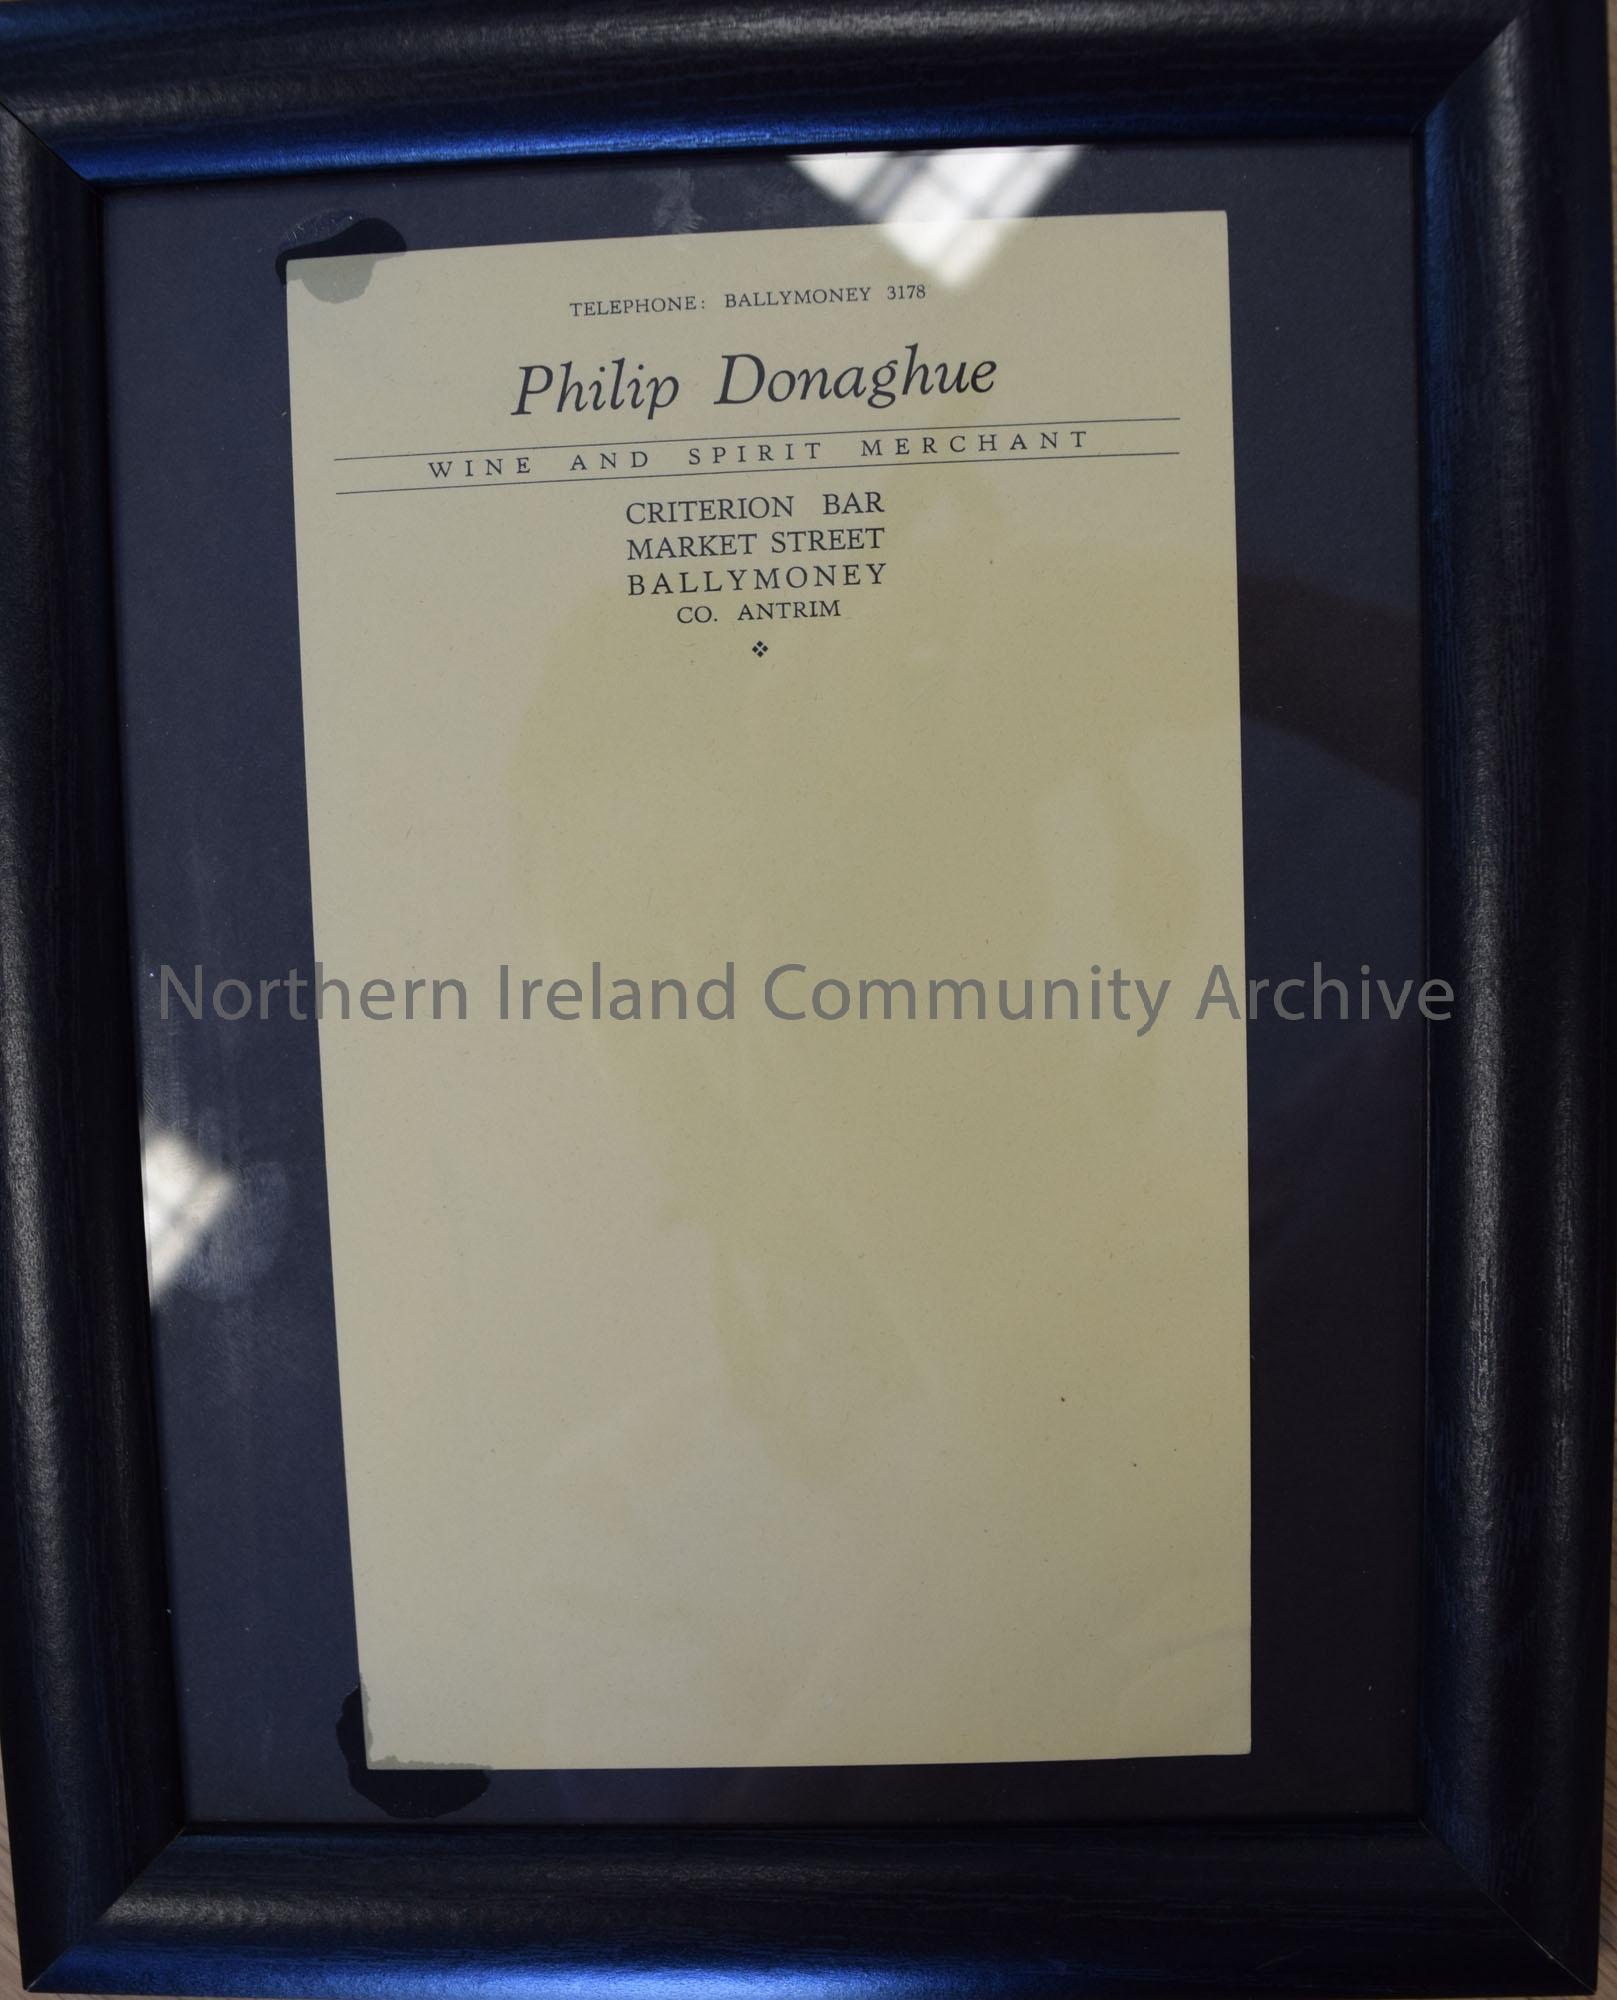 TELEPHONE: BALLYMONEY 3178
Philip Donaghue
WINE AND SPIRIT MERCHANT
CRITERION BAR
MARKET STREET
BALLYMONEY
CO. ANTRIM
Northern Ireland Community Archive